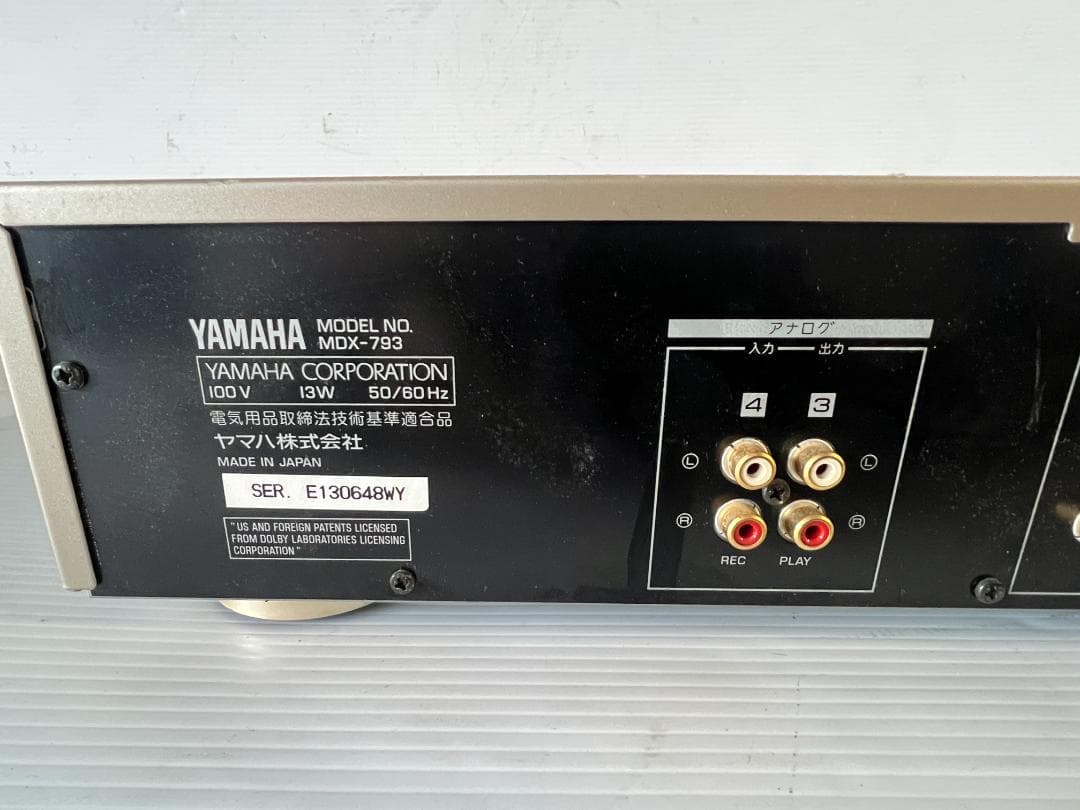 YAMAHA MODEL NO.
MDX-793
YAMAHA CORPORATION
100V 13W 50/60Hz
電気用品取締法技術基準適合品
ヤマハ株式会社
MADE IN JAPAN
SER. E130648WY
"US AND FOREIGN PATENTS LICENSED
FROM DOLBY LABORATORIES LICENSING
CORPORATION"
アナログ
入力 出力
4 3
L L
R R
REC PLAY